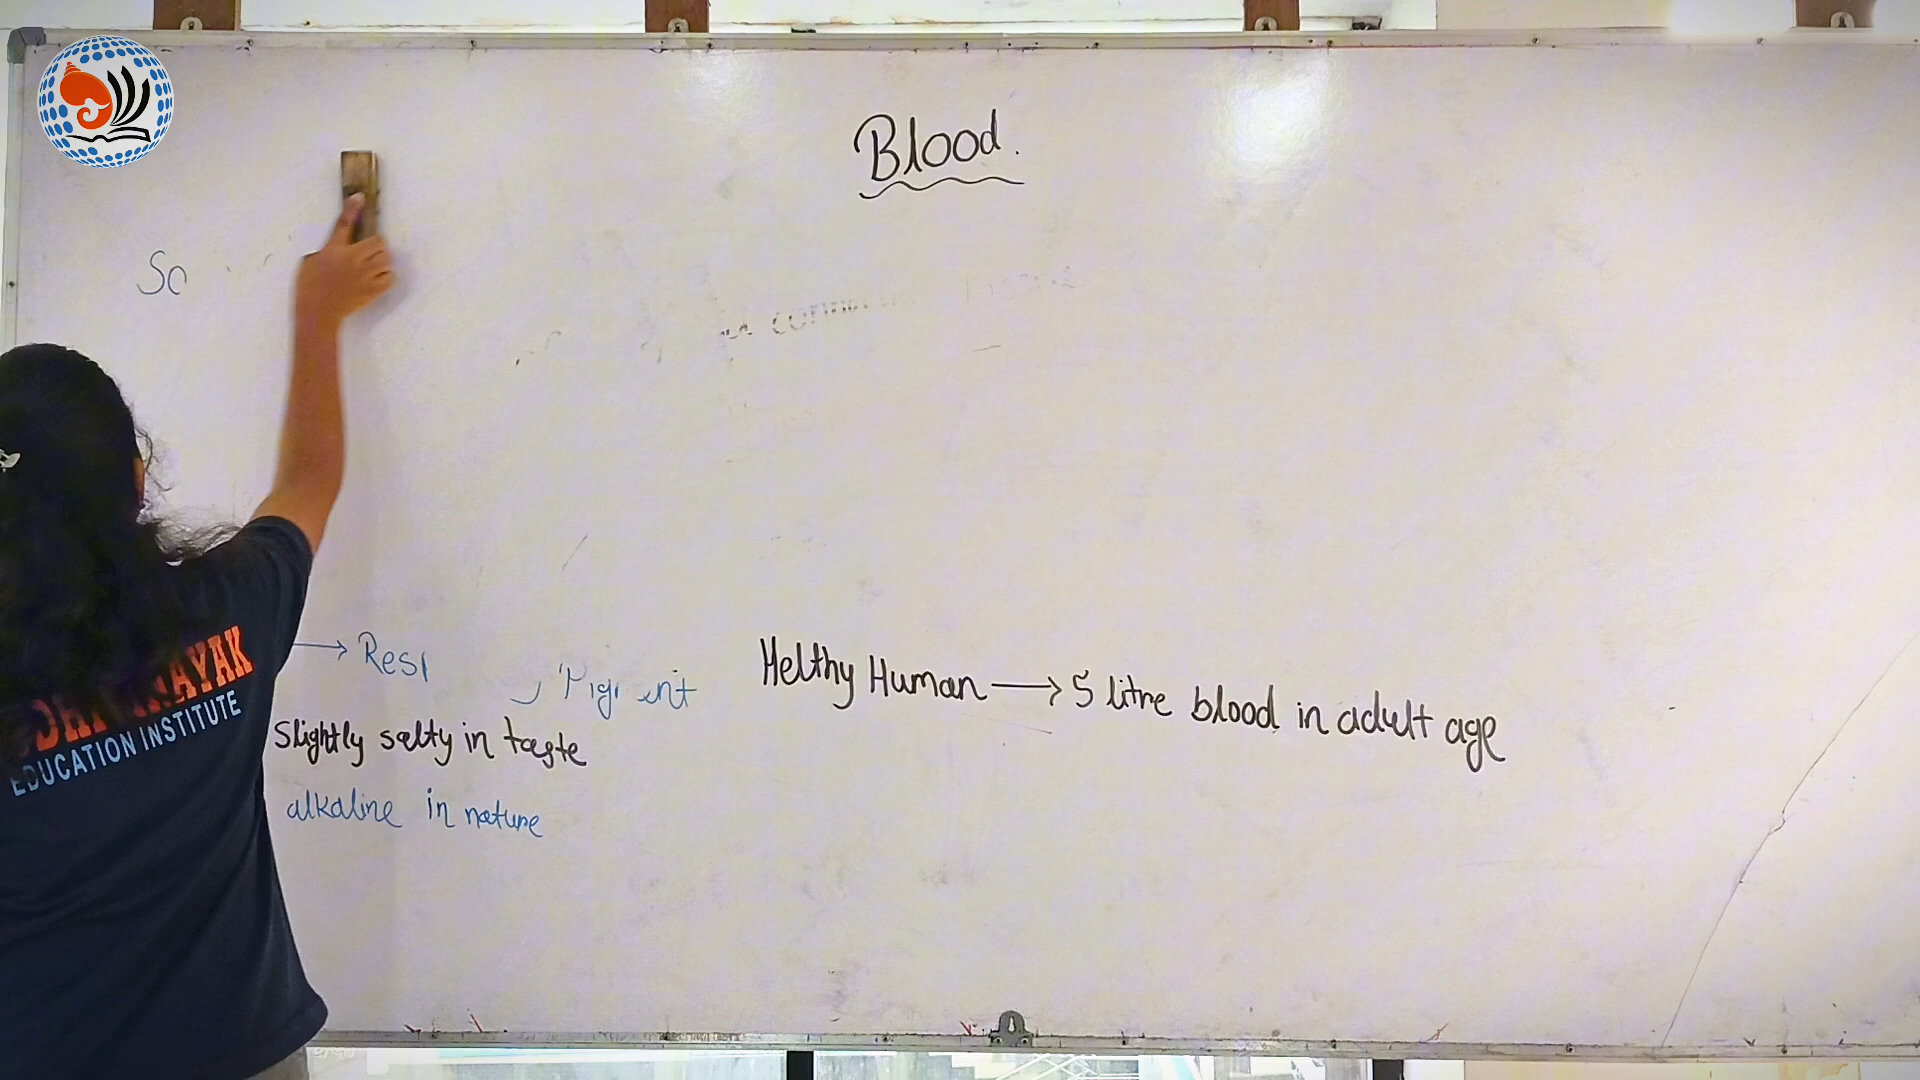 Blood.
So
→ Resp
Pigment
Slightly salty in taste
alkaline in nature
Helthy Human → 5 litre blood in adult age
EDUCATION INSTITUTE